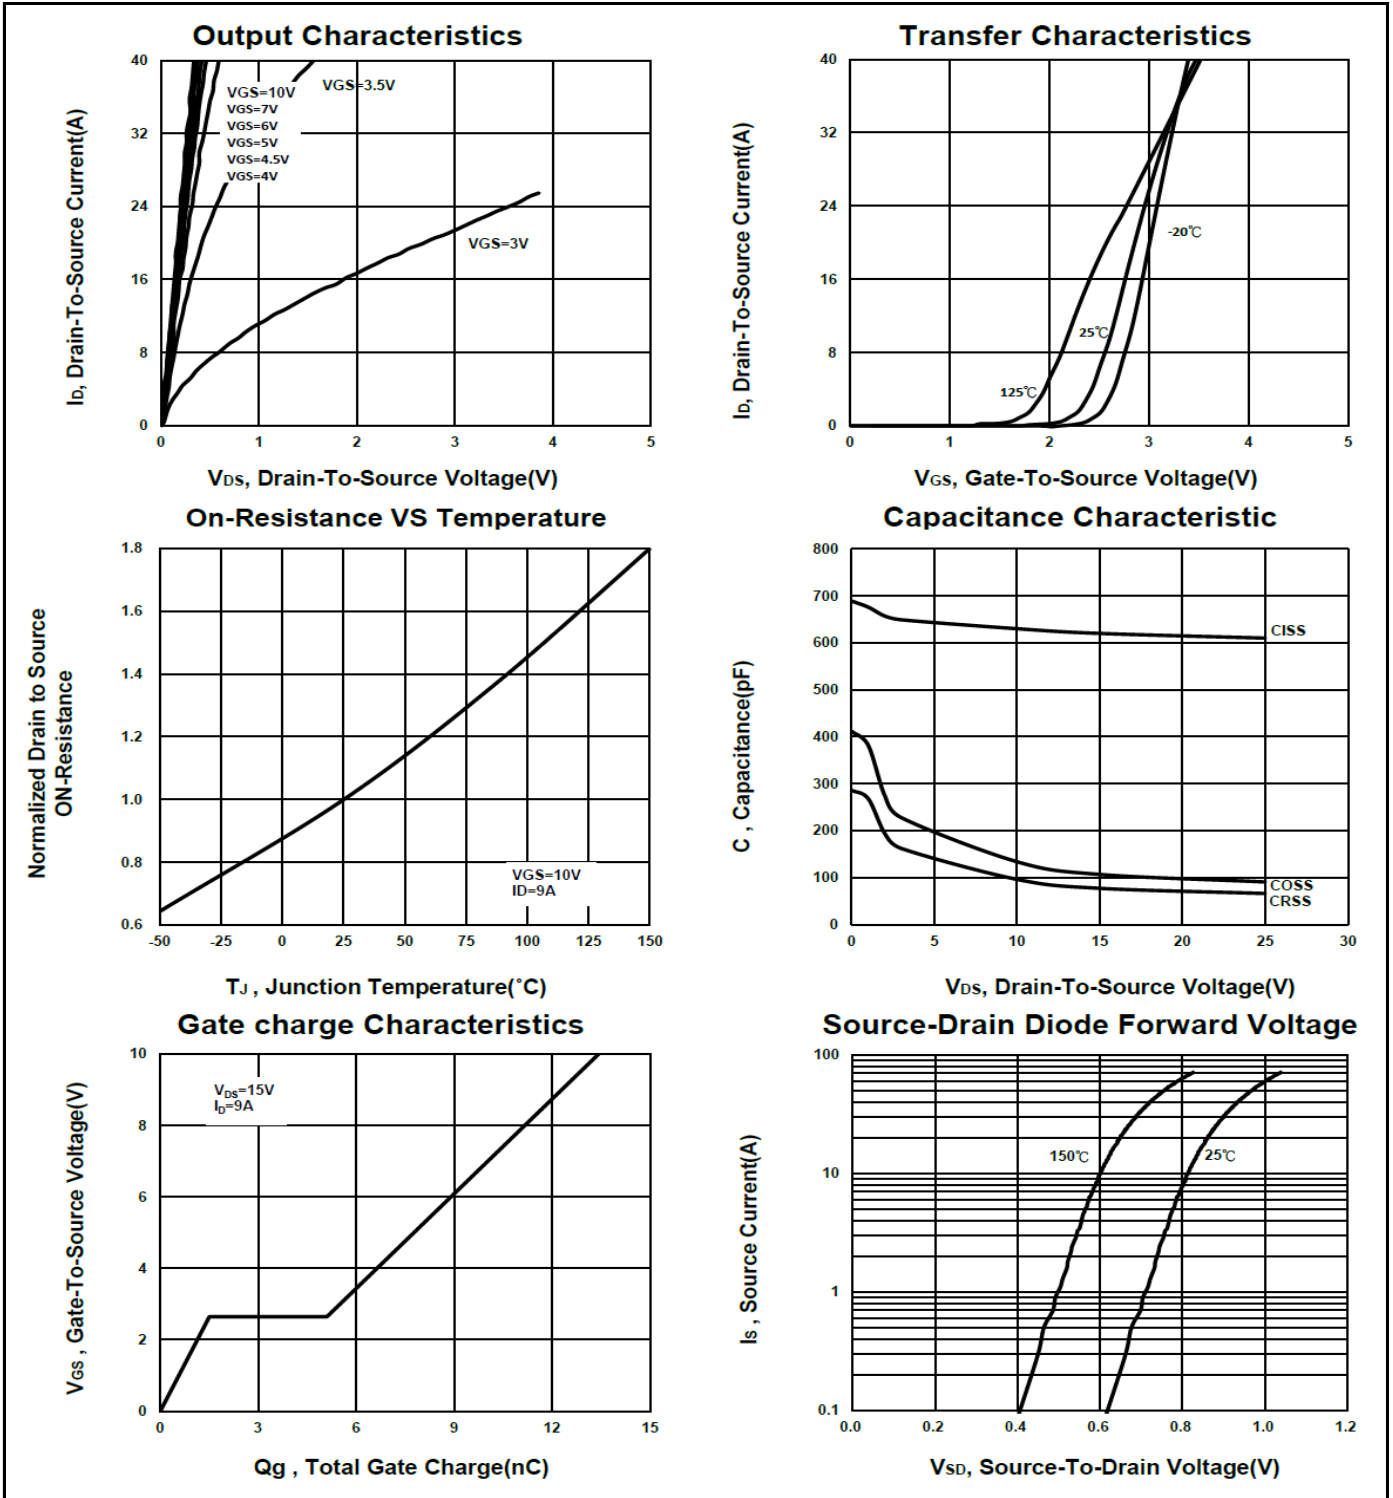 Output Characteristics
40
32
24
16
8
0
0 1 2 3 4 5
ID, Drain-To-Source Current(A)
VGS=10V
VGS=7V
VGS=6V
VGS=5V
VGS=4.5V
VGS=4V
VGS=3.5V
VGS=3V
VDS, Drain-To-Source Voltage(V)
Transfer Characteristics
40
32
24
16
8
0
0 1 2 3 4 5
ID, Drain-To-Source Current(A)
-20℃
25℃
125℃
VGS, Gate-To-Source Voltage(V)
On-Resistance VS Temperature
1.8
1.6
1.4
1.2
1.0
0.8
0.6
-50 -25 0 25 50 75 100 125 150
Normalized Drain to Source
ON-Resistance
VGS=10V
ID=9A
TJ , Junction Temperature(°C)
Capacitance Characteristic
800
700
600
500
400
300
200
100
0
0 5 10 15 20 25 30
C , Capacitance(pF)
CISS
COSS
CRSS
VDS, Drain-To-Source Voltage(V)
Gate charge Characteristics
10
8
6
4
2
0
0 3 6 9 12 15
VGS , Gate-To-Source Voltage(V)
VDS=15V
ID=9A
Qg , Total Gate Charge(nC)
Source-Drain Diode Forward Voltage
100
10
1
0.1
0.0 0.2 0.4 0.6 0.8 1.0 1.2
IS , Source Current(A)
150℃
25℃
VSD, Source-To-Drain Voltage(V)